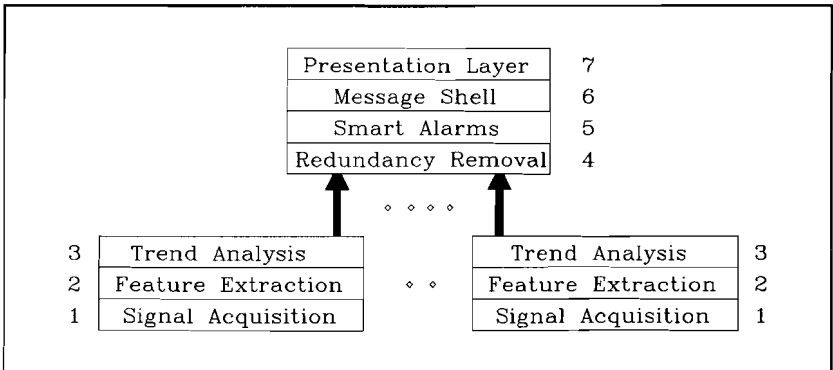 Presentation Layer 7
Message Shell 6
Smart Alarms 5
Redundancy Removal 4
3 Trend Analysis Trend Analysis 3
2 Feature Extraction Feature Extraction 2
1 Signal Acquisition Signal Acquisition 1